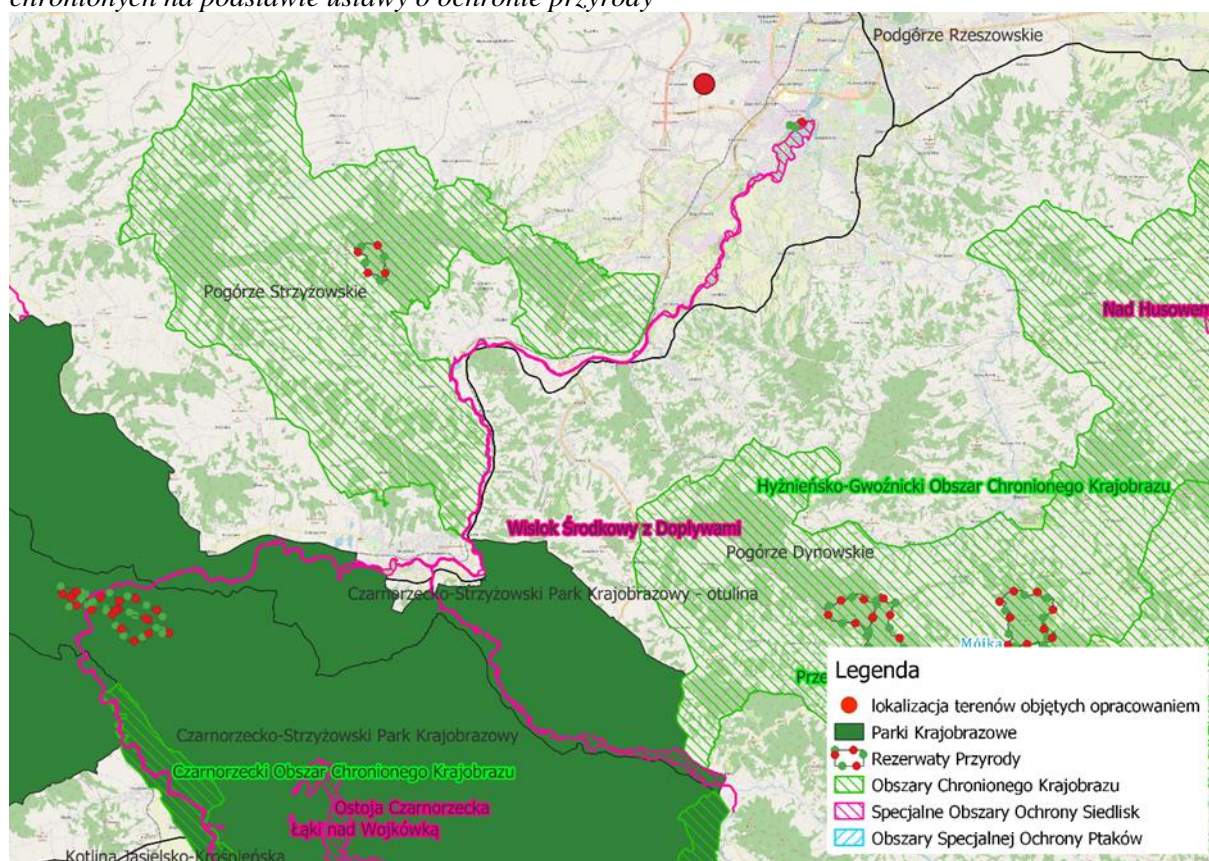 chronionych na podstawie ustawy o ochronie przyrody
Podgórze Rzeszowskie
Pogórze Strzyżowskie
Nad Husowem
Hyżnieńsko-Gwoźnicki Obszar Chronionego Krajobrazu
Wisłok Środkowy z Dopływami
Pogórze Dynowskie
Czarnorzecko-Strzyżowski Park Krajobrazowy - otulina
Mójka
Prze
Czarnorzecko-Strzyżowski Park Krajobrazowy
Czarnorzecki Obszar Chronionego Krajobrazu
Ostoja Czarnorzecka
Łąki nad Wojkówką
Kotlina Jasielsko-Krośnieńska
Legenda
lokalizacja terenów objętych opracowaniem
Parki Krajobrazowe
Rezerwaty Przyrody
Obszary Chronionego Krajobrazu
Specjalne Obszary Ochrony Siedlisk
Obszary Specjalnej Ochrony Ptaków